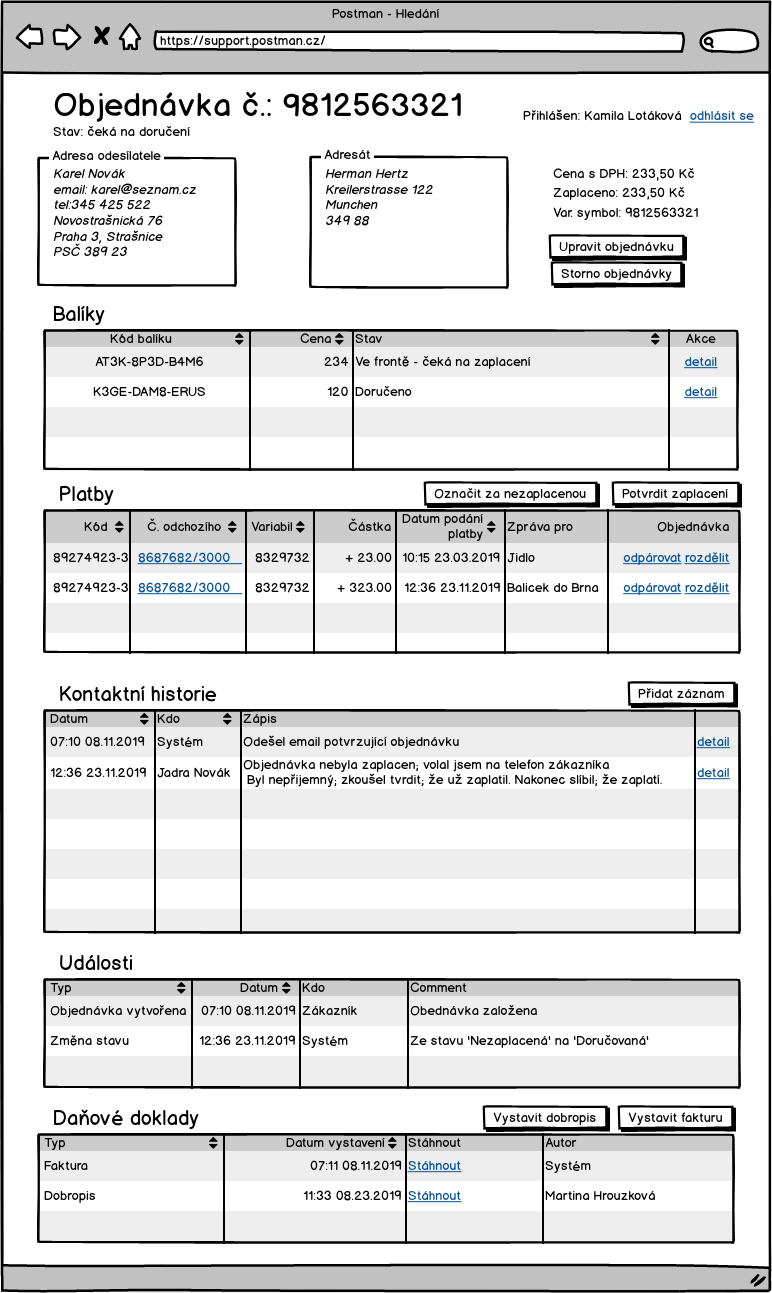 Postman - Hledání
https://support.postman.cz/
Objednávka č.: 9812563321
Přihlášen: Kamila Lotáková odhlásit se
Stav: čeká na doručení
Adresa odesílatele
Karel Novák
email: karel@seznam.cz
tel:345 425 522
Novostrašnická 76
Praha 3, Strašnice
PSČ 389 23
Adresát
Herman Hertz
Kreilerstrasse 122
Munchen
349 88
Cena s DPH: 233,50 Kč
Zaplaceno: 233,50 Kč
Var. symbol: 9812563321
Upravit objednávku
Storno objednávky
Balíky
Kód balíku Cena Stav Akce
AT3K-8P3D-B4M6 234 Ve frontě - čeká na zaplacení detail
K3GE-DAM8-ERUS 120 Doručeno detail
Platby
Označit za nezaplacenou Potvrdit zaplacení
Kód Č. odchozího Variabil Částka Datum podání platby Zpráva pro Objednávka
89274923-3 8687682/3000 8329732 + 23.00 10:15 23.03.2019 Jidlo odpárovat rozdělit
89274923-3 8687682/3000 8329732 + 323.00 12:36 23.11.2019 Balicek do Brna odpárovat rozdělit
Kontaktní historie
Přidat záznam
Datum Kdo Zápis
07:10 08.11.2019 Systém Odešel email potvrzující objednávku detail
12:36 23.11.2019 Jadra Novák Objednávka nebyla zaplacen; volal jsem na telefon zákazníka detail
Byl nepřijemný; zkoušel tvrdit; že už zaplatil. Nakonec slíbil; že zaplatí.
Události
Typ Datum Kdo Comment
Objednávka vytvořena 07:10 08.11.2019 Zákazník Obednávka založena
Změna stavu 12:36 23.11.2019 Systém Ze stavu 'Nezaplacená' na 'Doručovaná'
Daňové doklady
Vystavit dobropis Vystavit fakturu
Typ Datum vystavení Stáhnout Autor
Faktura 07:11 08.11.2019 Stáhnout Systém
Dobropis 11:33 08.23.2019 Stáhnout Martina Hrouzková